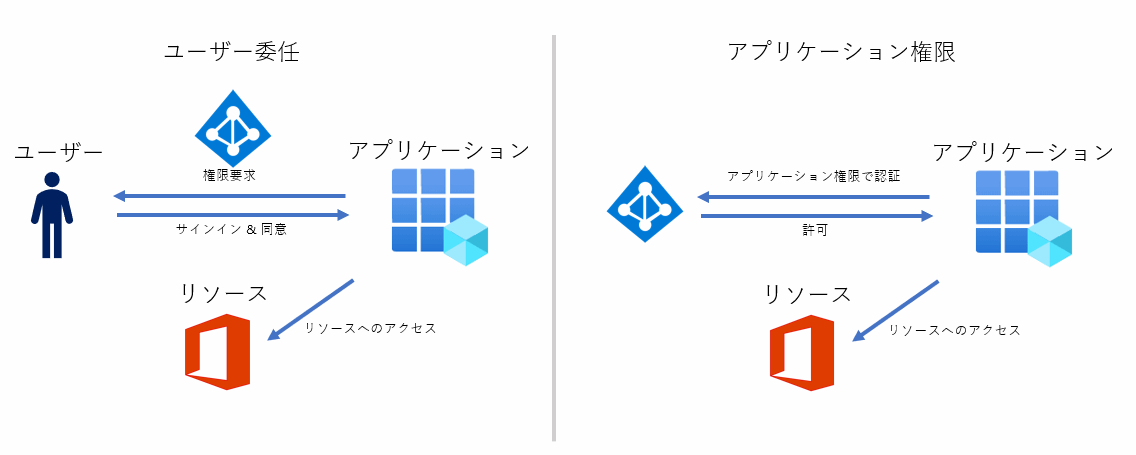 ユーザー委任
ユーザー
アプリケーション
権限要求
サインイン & 同意
リソース
リソースへのアクセス
アプリケーション権限
アプリケーション
アプリケーション権限で認証
許可
リソース
リソースへのアクセス